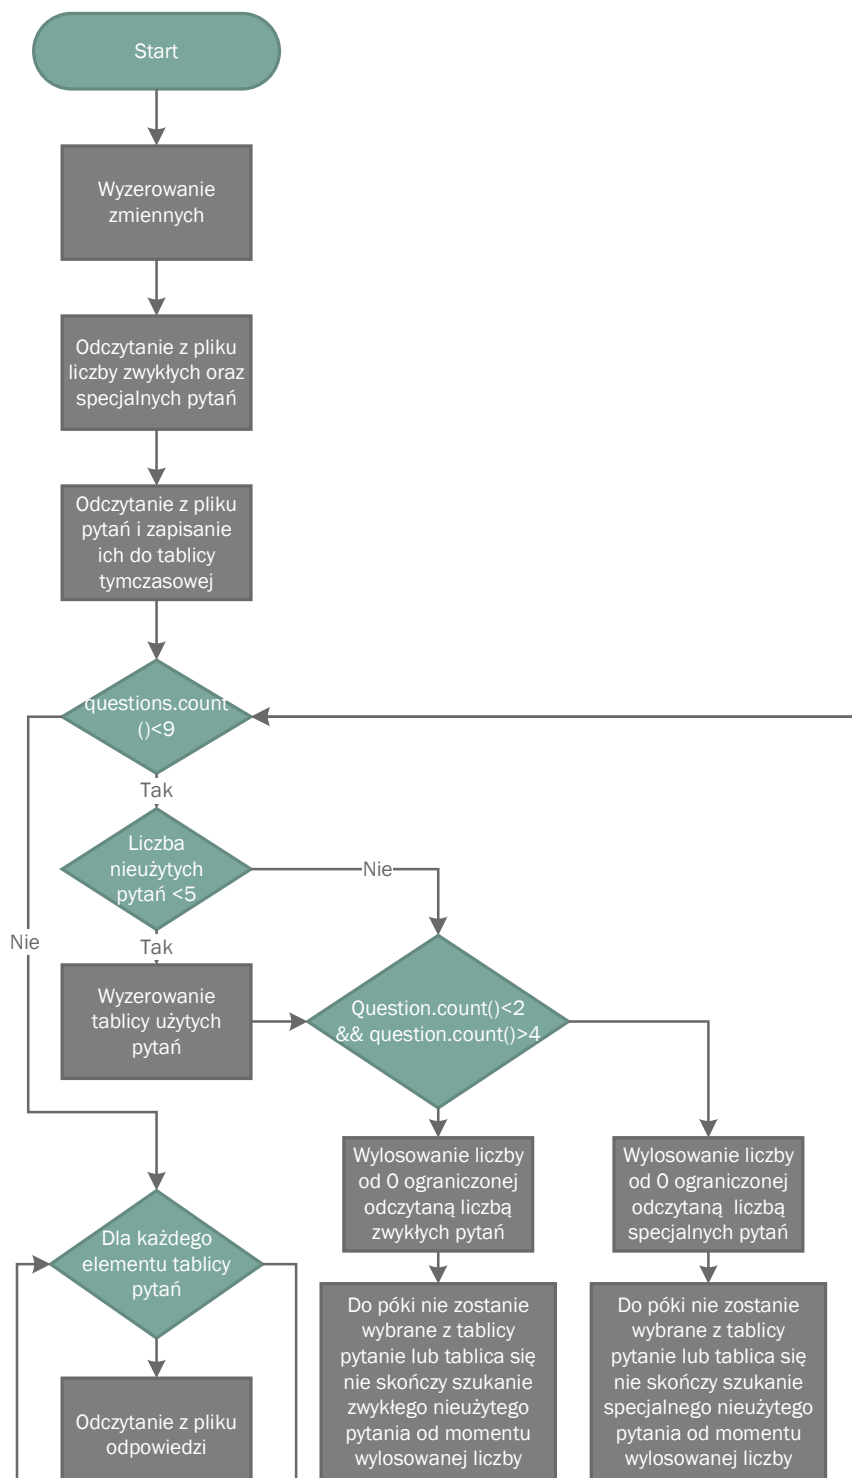 Start
Wyzerowanie
zmiennych
Odczytanie z pliku
liczby zwykłych oraz
specjalnych pytań
Odczytanie z pliku
pytań i zapisanie
ich do tablicy
tymczasowej
questions.count
()<9
Tak
Liczba
nieużytych
pytań <5
Nie
Nie
Tak
Wyzerowanie
tablicy użytych
pytań
Question.count()<2
&& question.count()>4
Wylosowanie liczby
od 0 ograniczonej
odczytaną liczbą
zwykłych pytań
Wylosowanie liczby
od 0 ograniczonej
odczytaną liczbą
specjalnych pytań
Dla każdego
elementu tablicy
pytań
Do póki nie zostanie
wybrane z tablicy
pytanie lub tablica się
nie skończy szukanie
zwykłego nieużytego
pytania od momentu
wylosowanej liczby
Do póki nie zostanie
wybrane z tablicy
pytanie lub tablica się
nie skończy szukanie
specjalnego nieużytego
pytania od momentu
wylosowanej liczby
Odczytanie z pliku
odpowiedzi